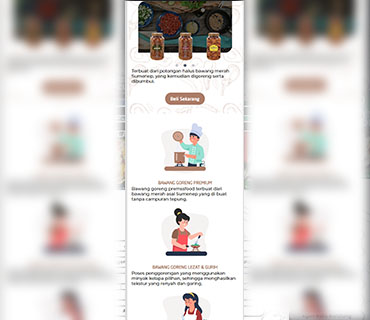 Terbuat dari potongan halus bawang merah
Sumenep, yang kemudian digoreng serta
dibumbui.
Beli Sekarang
BAWANG GORENG PREMIUM
Bawang goreng premiafood terbuat dari
bawang merah asal Sumenep yang di buat
tanpa campuran tepung.
BAWANG GORENG LEZAT & GURIH
Poses penggorengan yang menggunakan
minyak kelapa pilihan, sehingga menghasilkan
tekstur yang renyah dan garing.